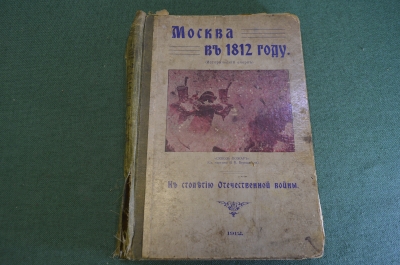 Москва
въ 1812 году.
Къ столѣтію Отечественной войны.
1912.